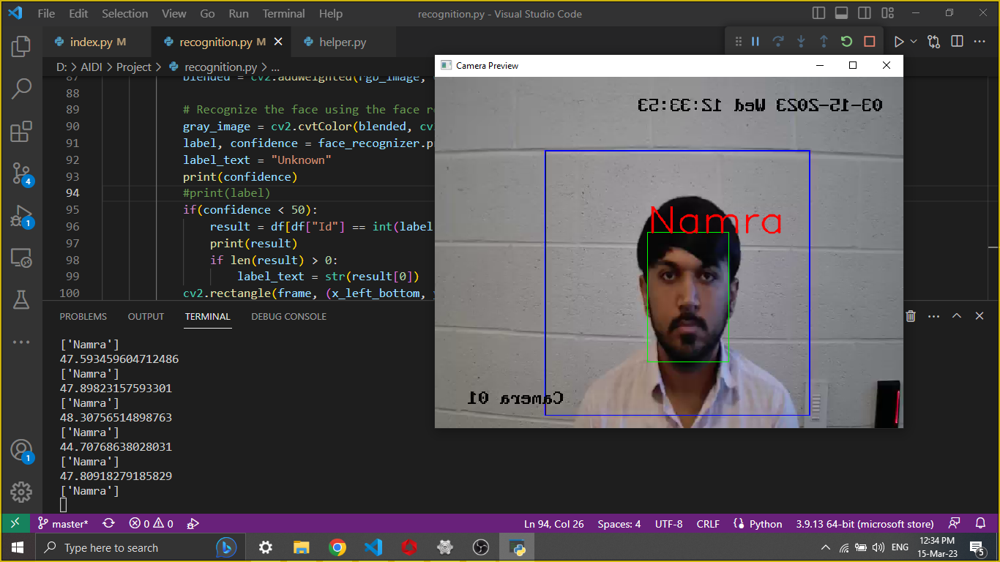 File Edit Selection View Go Run Terminal Help
recognition.py - Visual Studio Code
index.py M
recognition.py M
helper.py
D: > AIDI > Project > recognition.py > ...
87 blended = cv2.addWeighted(rgb_image,
88
89 # Recognize the face using the face
90 gray_image = cv2.cvtColor(blended,
91 label, confidence = face_recognizer.
92 label_text = "Unknown"
93 print(confidence)
94 #print(label)
95 if(confidence < 50):
96 result = df[df["Id"] == int(label
97 print(result)
98 if len(result) > 0:
99 label_text = str(result[0])
100 cv2.rectangle(frame, (x_left_bottom,
Camera Preview
03-15-2023 Wed 12:33:53
Namra
Camera 01
PROBLEMS OUTPUT TERMINAL DEBUG CONSOLE
['Namra']
47.593459604712486
['Namra']
47.89823157593301
['Namra']
48.30756514898763
['Namra']
44.70768638028031
['Namra']
47.80918279185829
['Namra']
4
1
1
master* 0 0 Ln 94, Col 26 Spaces: 4 UTF-8 CRLF Python 3.9.13 64-bit (microsoft store)
Type here to search
ENG
12:34 PM
15-Mar-23
5